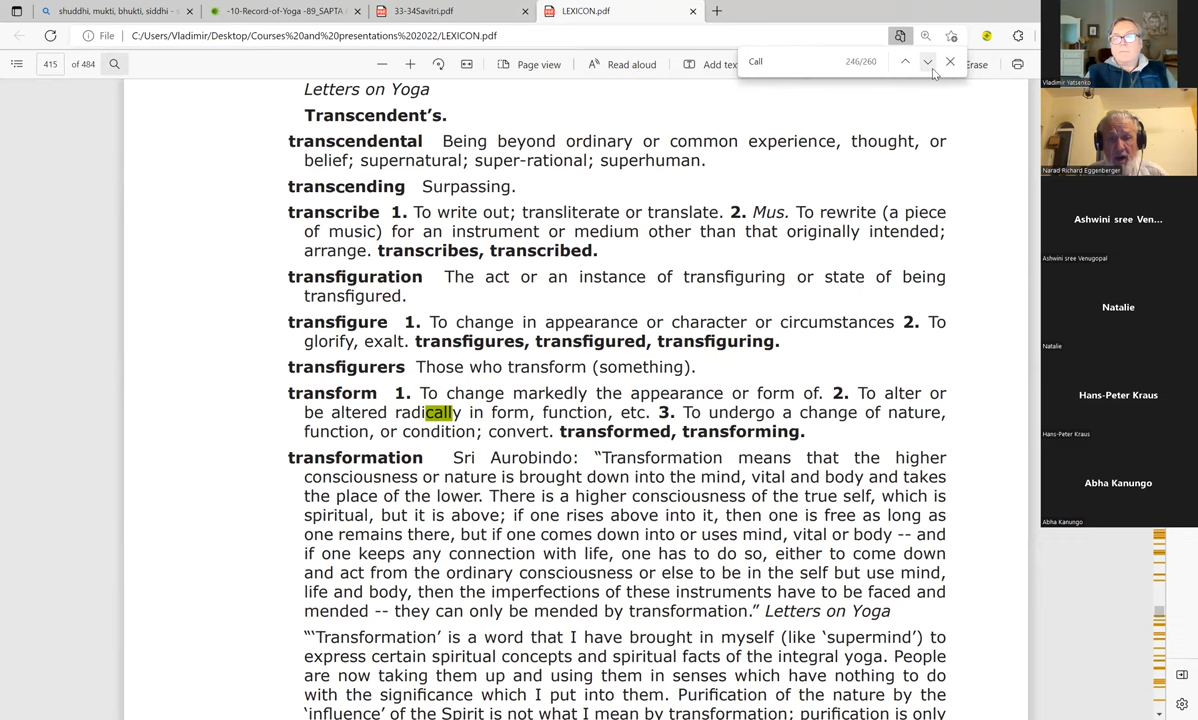 shuddhi, mukti, bhukti, siddhi - s
-10-Record-of-Yoga -89_SAPTA
33-34Savitri.pdf
LEXICON.pdf
File C:/Users/Vladimir/Desktop/Courses%20and%20presentations%202022/LEXICON.pdf
415 of 484
Page view
Read aloud
Add text
Erase
Call 246/260
Letters on Yoga
Transcendent's.
transcendental Being beyond ordinary or common experience, thought, or
belief; supernatural; super-rational; superhuman.
transcending Surpassing.
transcribe 1. To write out; transliterate or translate. 2. Mus. To rewrite (a piece
of music) for an instrument or medium other than that originally intended;
arrange. transcribes, transcribed.
transfiguration The act or an instance of transfiguring or state of being
transfigured.
transfigure 1. To change in appearance or character or circumstances 2. To
glorify, exalt. transfigures, transfigured, transfiguring.
transfigurers Those who transform (something).
transform 1. To change markedly the appearance or form of. 2. To alter or
be altered radically in form, function, etc. 3. To undergo a change of nature,
function, or condition; convert. transformed, transforming.
transformation Sri Aurobindo: “Transformation means that the higher
consciousness or nature is brought down into the mind, vital and body and takes
the place of the lower. There is a higher consciousness of the true self, which is
spiritual, but it is above; if one rises above into it, then one is free as long as
one remains there, but if one comes down into or uses mind, vital or body -- and
if one keeps any connection with life, one has to do so, either to come down
and act from the ordinary consciousness or else to be in the self but use mind,
life and body, then the imperfections of these instruments have to be faced and
mended -- they can only be mended by transformation.” Letters on Yoga
“‘Transformation’ is a word that I have brought in myself (like ‘supermind’) to
express certain spiritual concepts and spiritual facts of the integral yoga. People
are now taking them up and using them in senses which have nothing to do
with the significance which I put into them. Purification of the nature by the
‘influence’ of the Spirit is not what I mean by transformation; purification is only
Vladimir Yatsenko
Narad Richard Eggenberger
Ashwini sree Ven...
Ashwini sree Venugopal
Natalie
Natalie
Hans-Peter Kraus
Hans-Peter Kraus
Abha Kanungo
Abha Kanungo